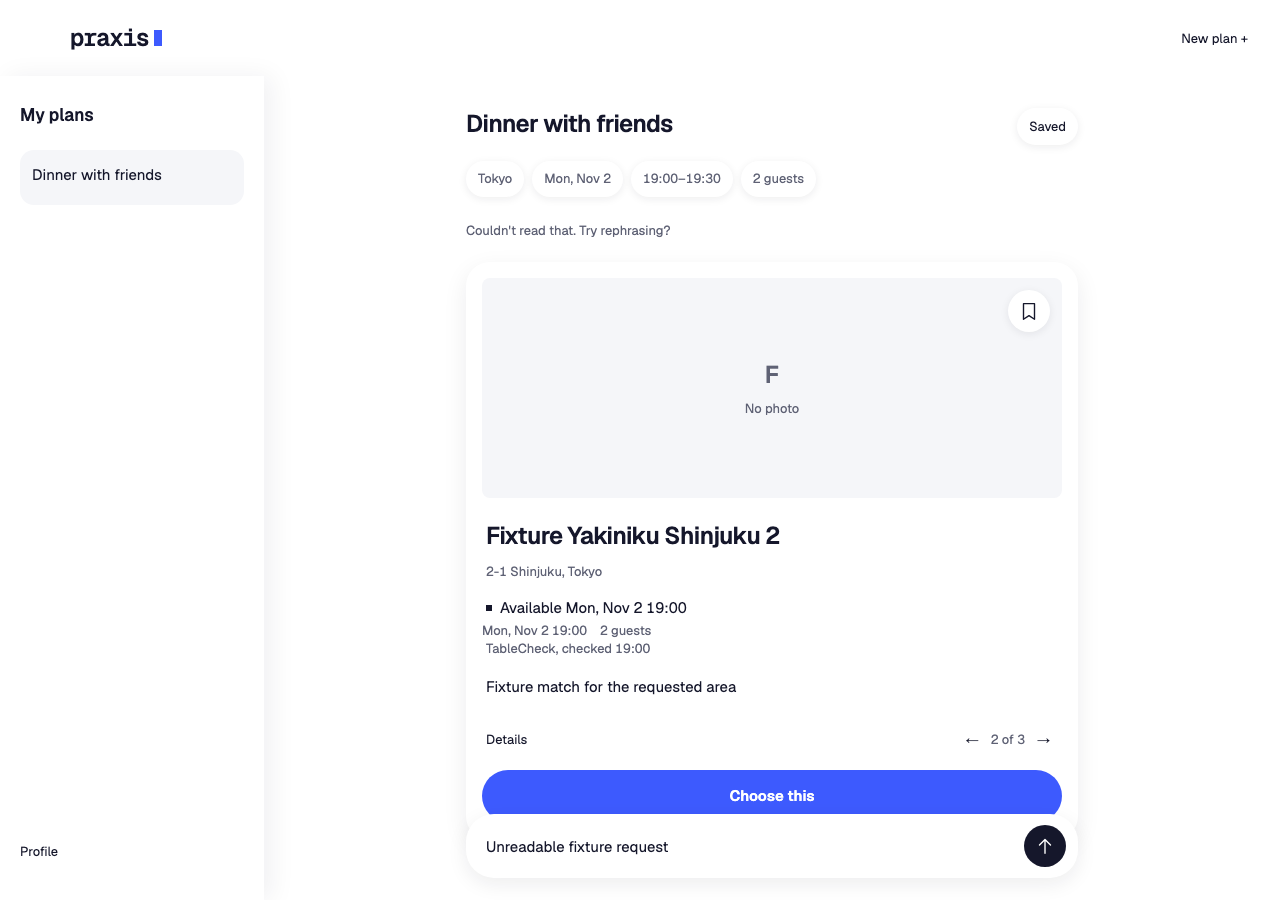 praxis
New plan +
My plans
Dinner with friends
Profile
Dinner with friends
Saved
Tokyo
Mon, Nov 2
19:00–19:30
2 guests
Couldn't read that. Try rephrasing?
F
No photo
Fixture Yakiniku Shinjuku 2
2-1 Shinjuku, Tokyo
Available Mon, Nov 2 19:00
Mon, Nov 2 19:00 2 guests
TableCheck, checked 19:00
Fixture match for the requested area
Details
← 2 of 3 →
Choose this
Unreadable fixture request